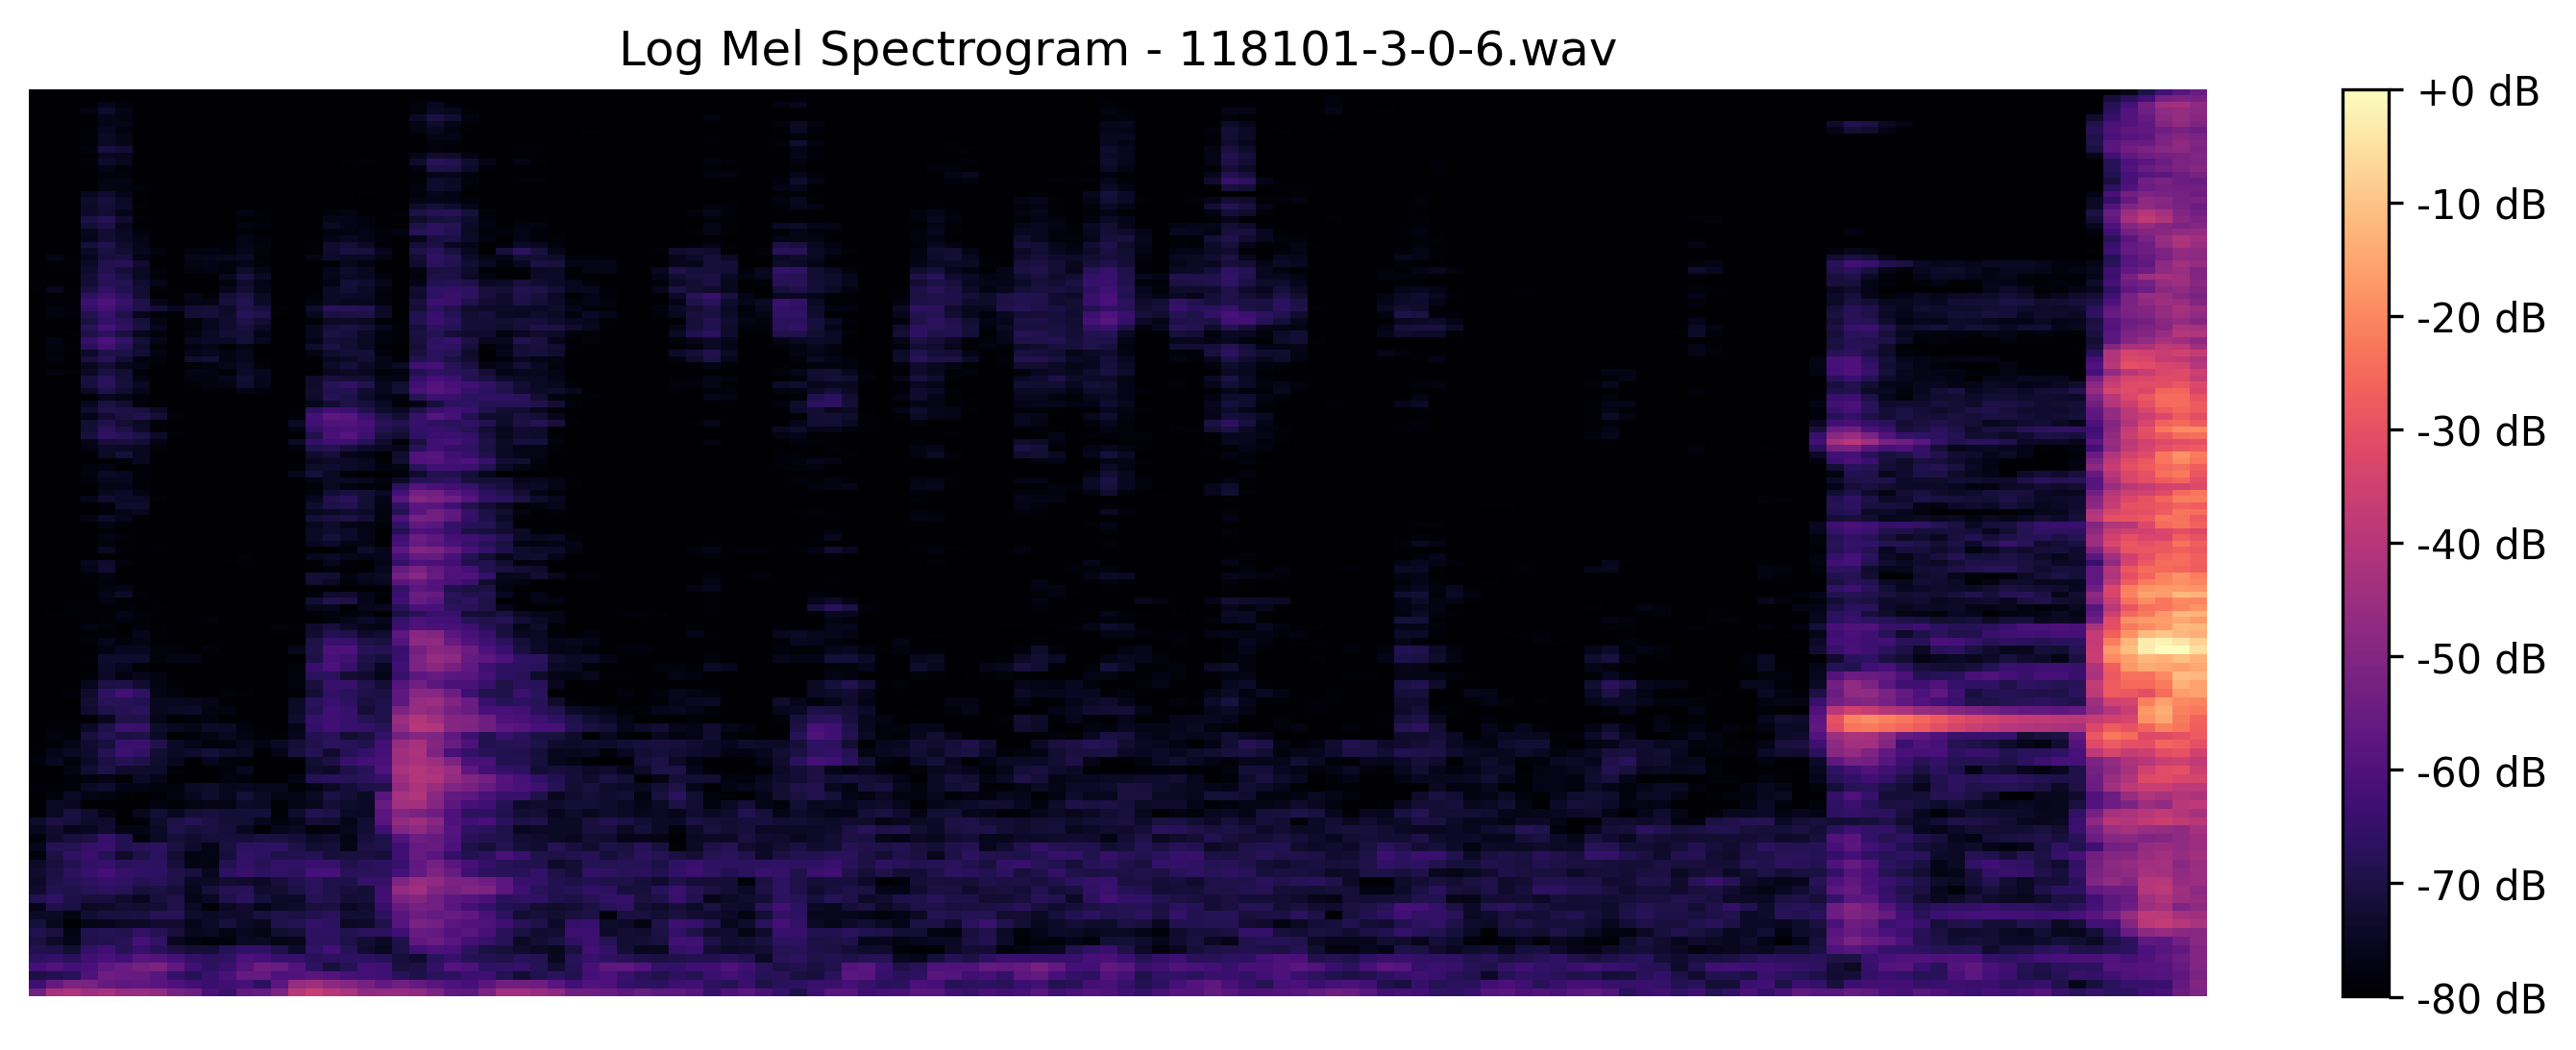 Log Mel Spectrogram - 118101-3-0-6.wav
+0 dB
-10 dB
-20 dB
-30 dB
-40 dB
-50 dB
-60 dB
-70 dB
-80 dB